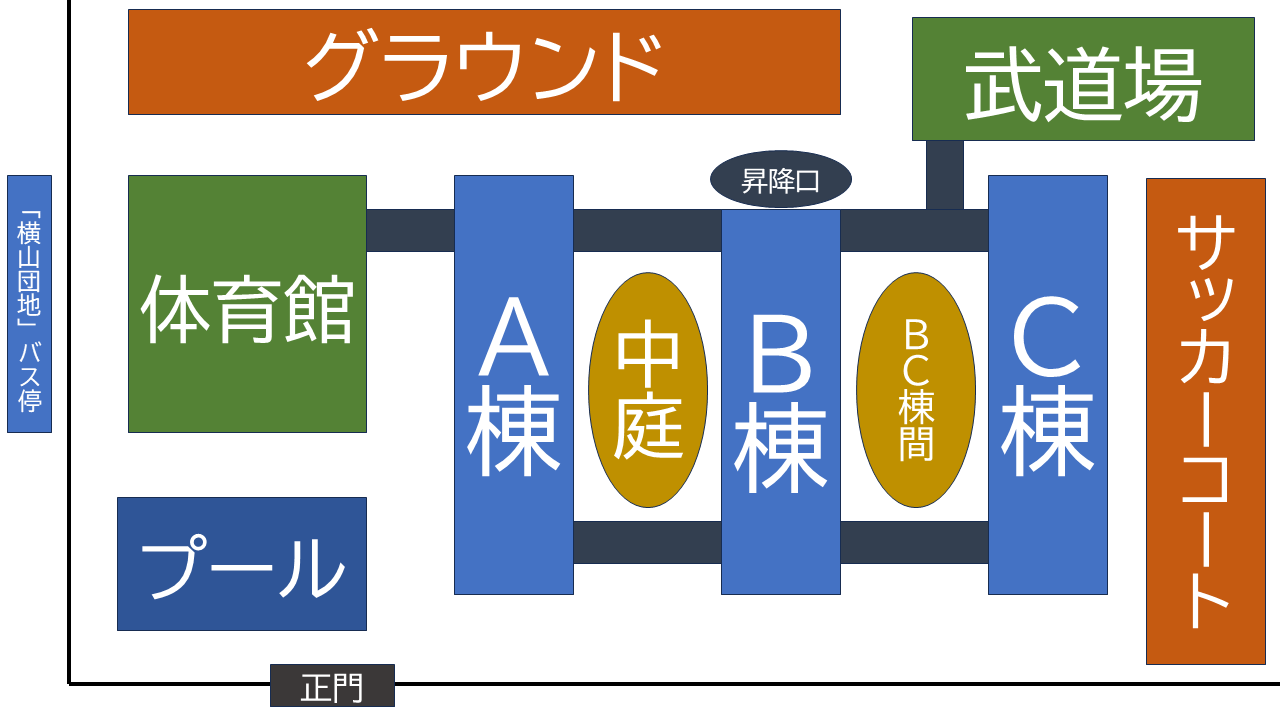 グラウンド
武道場
昇降口
「横山団地」バス停
体育館
A棟
中庭
B棟
BC棟間
C棟
サッカーコート
プール
正門